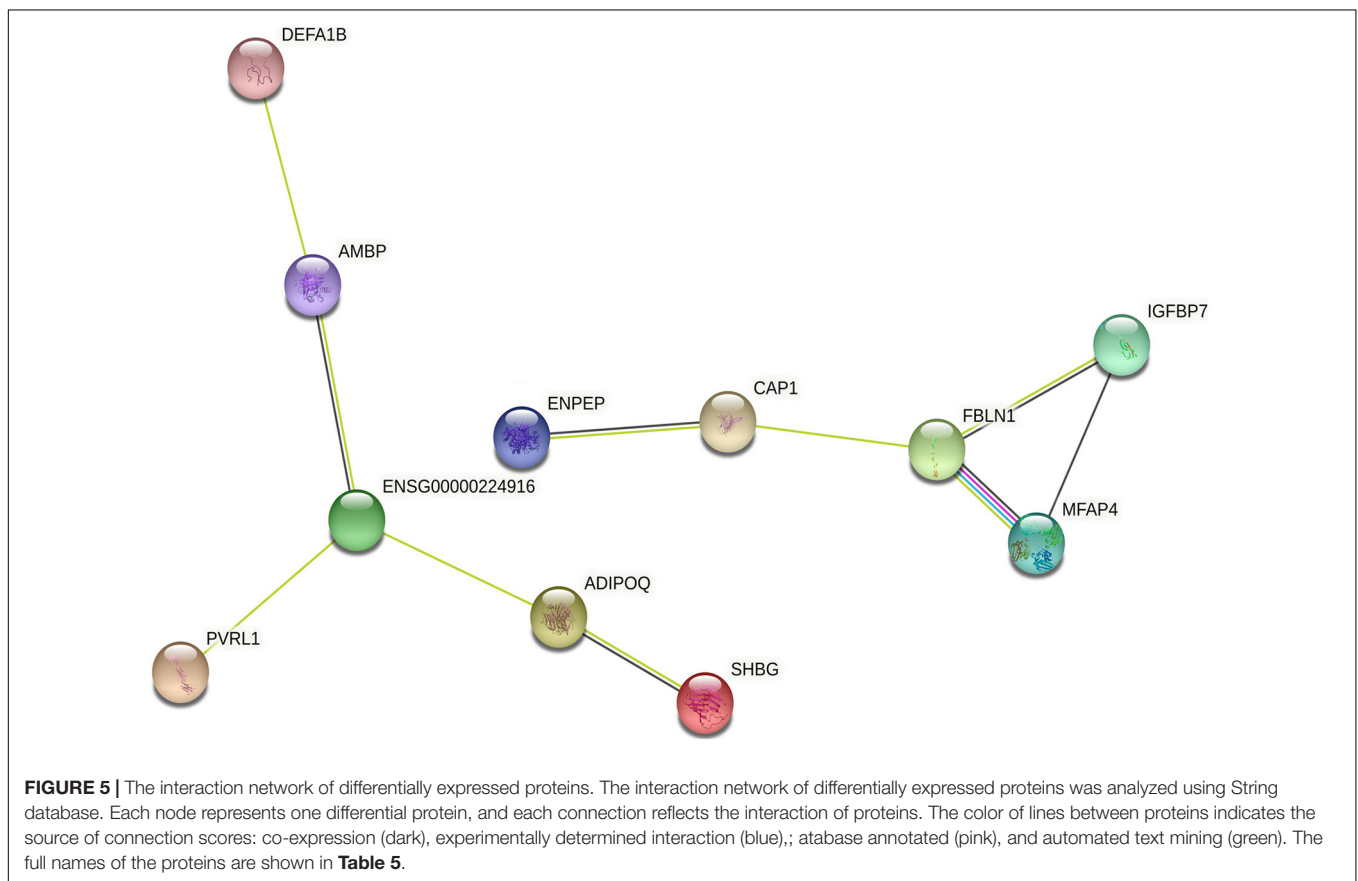 DEFA1B
AMBP
IGFBP7
CAP1
ENPEP
FBLN1
ENSG00000224916
MFAP4
ADIPOQ
PVRL1
SHBG
FIGURE 5 | The interaction network of differentially expressed proteins. The interaction network of differentially expressed proteins was analyzed using String
database. Each node represents one differential protein, and each connection reflects the interaction of proteins. The color of lines between proteins indicates the
source of connection scores: co-expression (dark), experimentally determined interaction (blue),; atabase annotated (pink), and automated text mining (green). The
full names of the proteins are shown in Table 5.